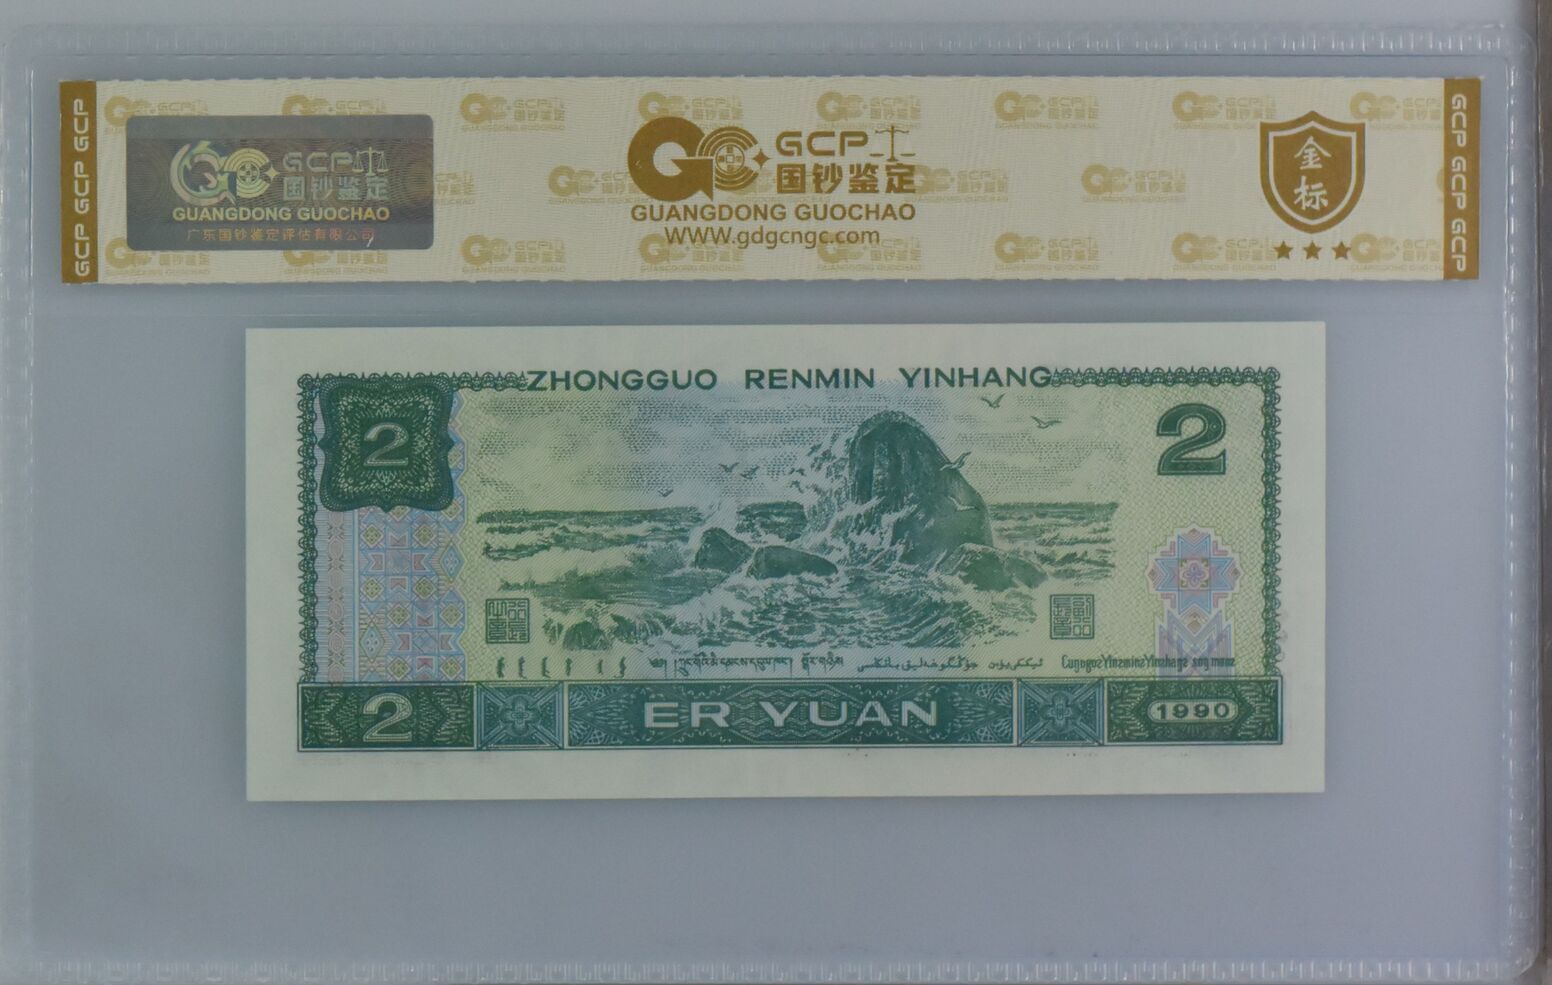 GCP GCP GCP
GCP
国钞鉴定
GUANGDONG GUOCHAO
广东国钞鉴定评估有限公司
GCP
国钞鉴定
GUANGDONG GUOCHAO
WWW.gdgcngc.com
金
标
GCP GCP GCP
ZHONGGUO RENMIN YINHANG
2
2
2
ER YUAN
1990